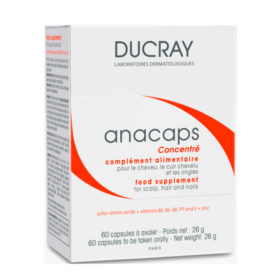 DUCRAY
LABORATOIRES DERMATOLOGIQUES
anacaps
Concentré
complément alimentaire
pour le cheveu, le cuir chevelu
et les ongles
food supplement
for scalp, hair and nails
sulfur amino acids + vitamins B5, B6, B8, PP and E + zinc
60 capsules à avaler - Poids net : 26 g
60 capsules to be taken orally - Net weight: 26 g
PARIS